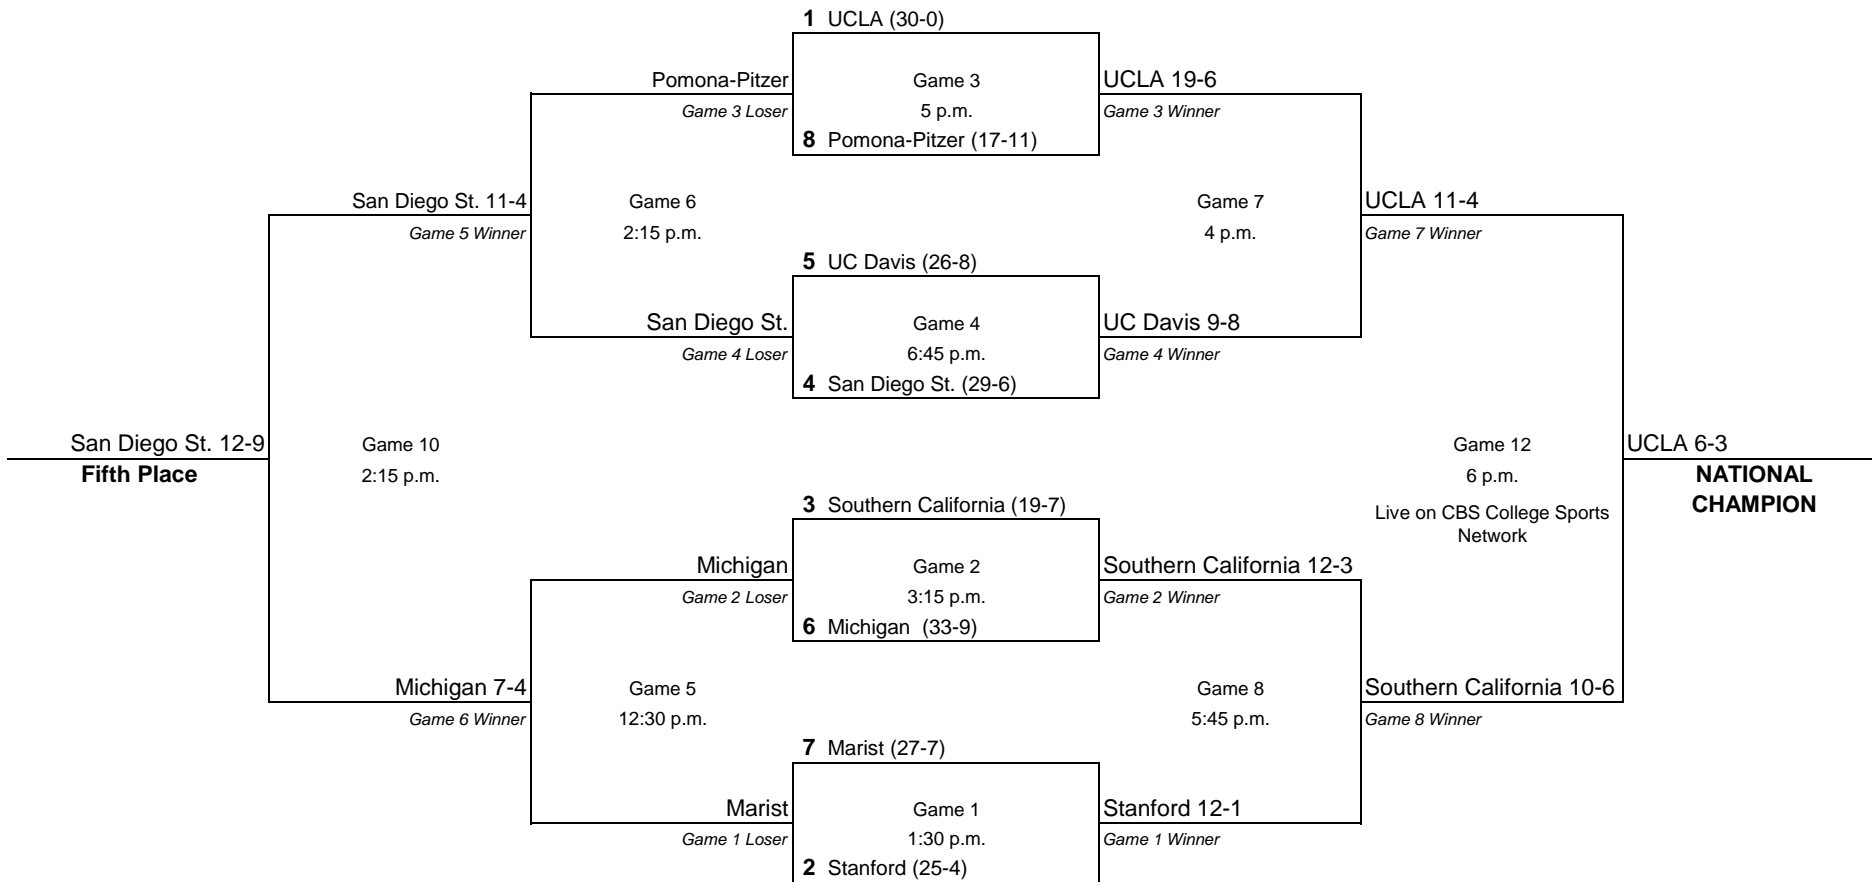 1 UCLA (30-0)
Pomona-Pitzer Game 3 UCLA 19-6
Game 3 Loser 5 p.m. Game 3 Winner
8 Pomona-Pitzer (17-11)
San Diego St. 11-4 Game 6 Game 7 UCLA 11-4
Game 5 Winner 2:15 p.m. 4 p.m. Game 7 Winner
5 UC Davis (26-8)
San Diego St. Game 4 UC Davis 9-8
Game 4 Loser 6:45 p.m. Game 4 Winner
4 San Diego St. (29-6)
San Diego St. 12-9 Game 10 Game 12 UCLA 6-3
Fifth Place 2:15 p.m. 6 p.m. NATIONAL
3 Southern California (19-7) CHAMPION
Live on CBS College Sports
Network
Michigan Game 2 Southern California 12-3
Game 2 Loser 3:15 p.m. Game 2 Winner
6 Michigan (33-9)
Michigan 7-4 Game 5 Game 8 Southern California 10-6
Game 6 Winner 12:30 p.m. 5:45 p.m. Game 8 Winner
7 Marist (27-7)
Marist Game 1 Stanford 12-1
Game 1 Loser 1:30 p.m. Game 1 Winner
2 Stanford (25-4)